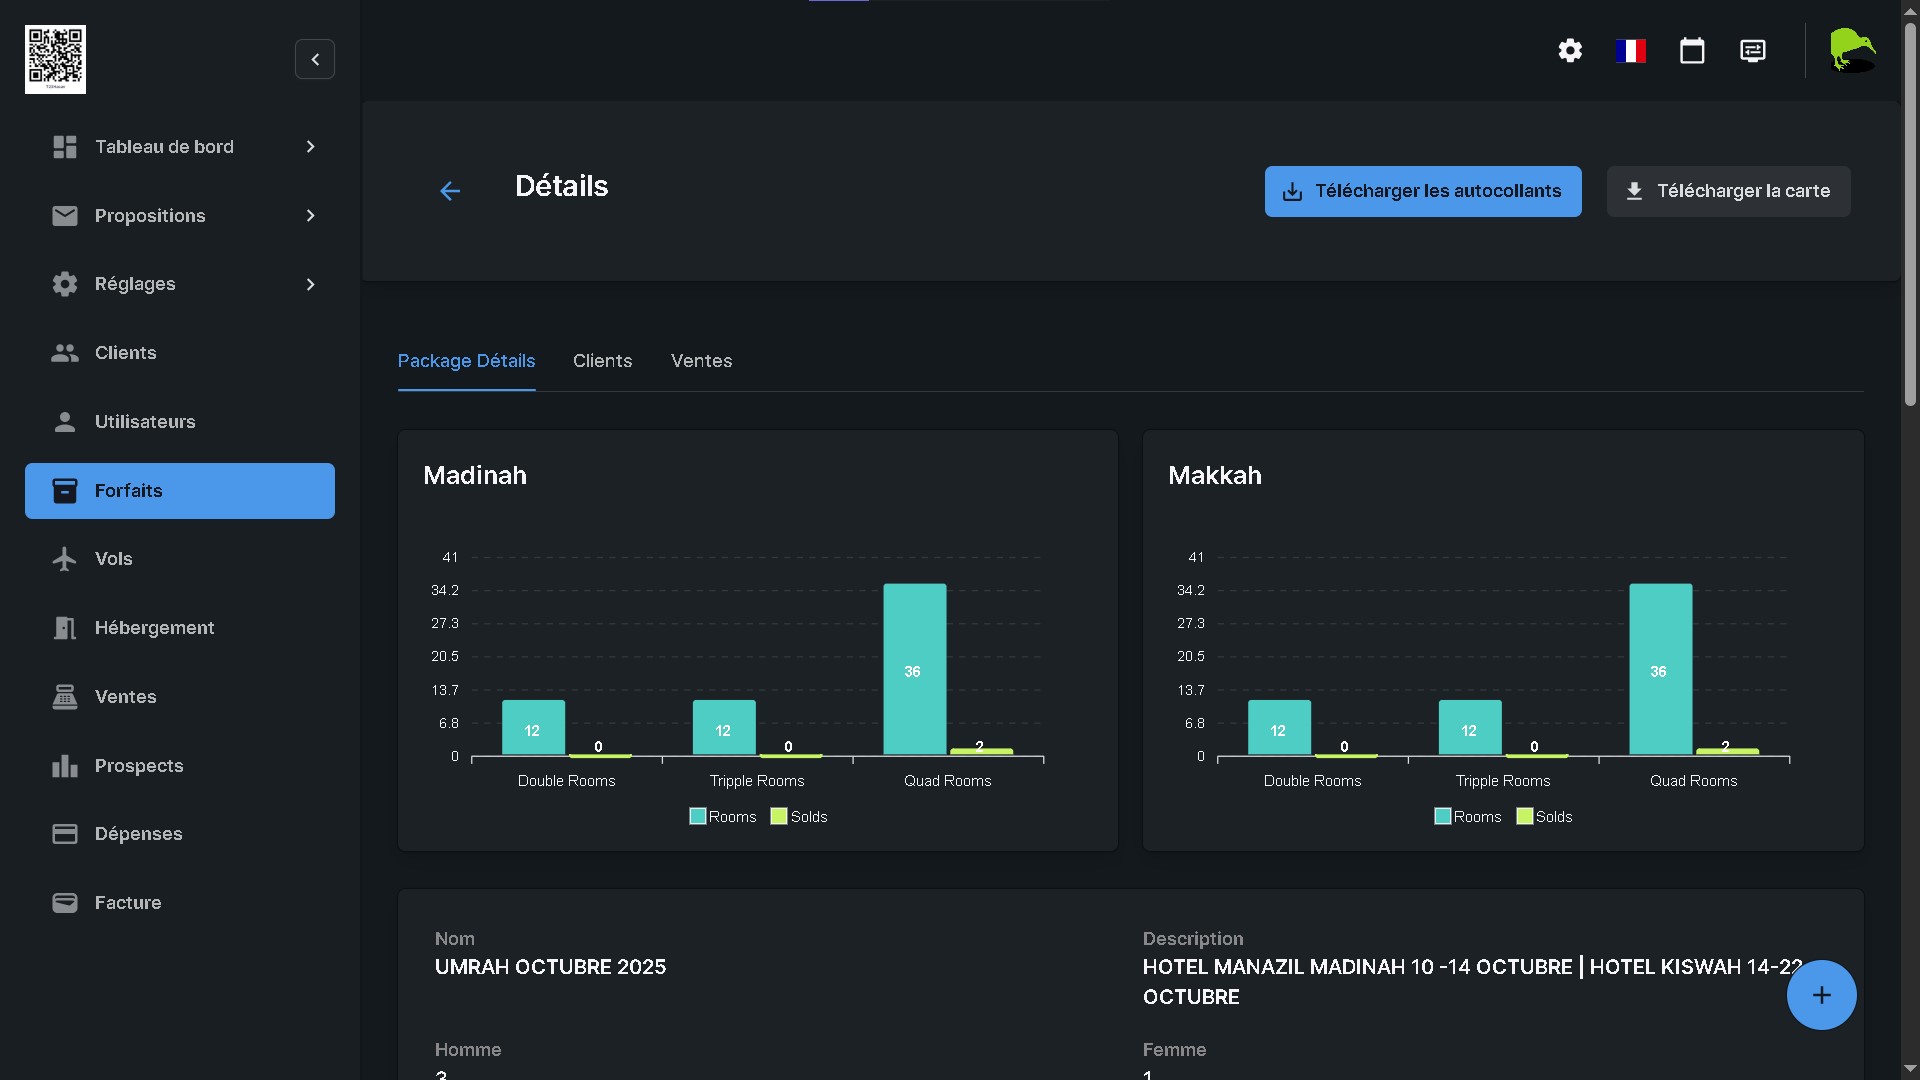 Tableau de bord
Propositions
Réglages
Clients
Utilisateurs
Forfaits
Vols
Hébergement
Ventes
Prospects
Dépenses
Facture
Détails
Télécharger les autocollants
Télécharger la carte
Package Détails
Clients
Ventes
Madinah
41
34.2
27.3
20.5
13.7
6.8
0
12
0
12
0
36
2
Double Rooms
Tripple Rooms
Quad Rooms
Rooms
Solds
Makkah
41
34.2
27.3
20.5
13.7
6.8
0
12
0
12
0
36
2
Double Rooms
Tripple Rooms
Quad Rooms
Rooms
Solds
Nom
UMRAH OCTUBRE 2025
Description
HOTEL MANAZIL MADINAH 10 -14 OCTUBRE | HOTEL KISWAH 14-22
OCTUBRE
Homme
3
Femme
1